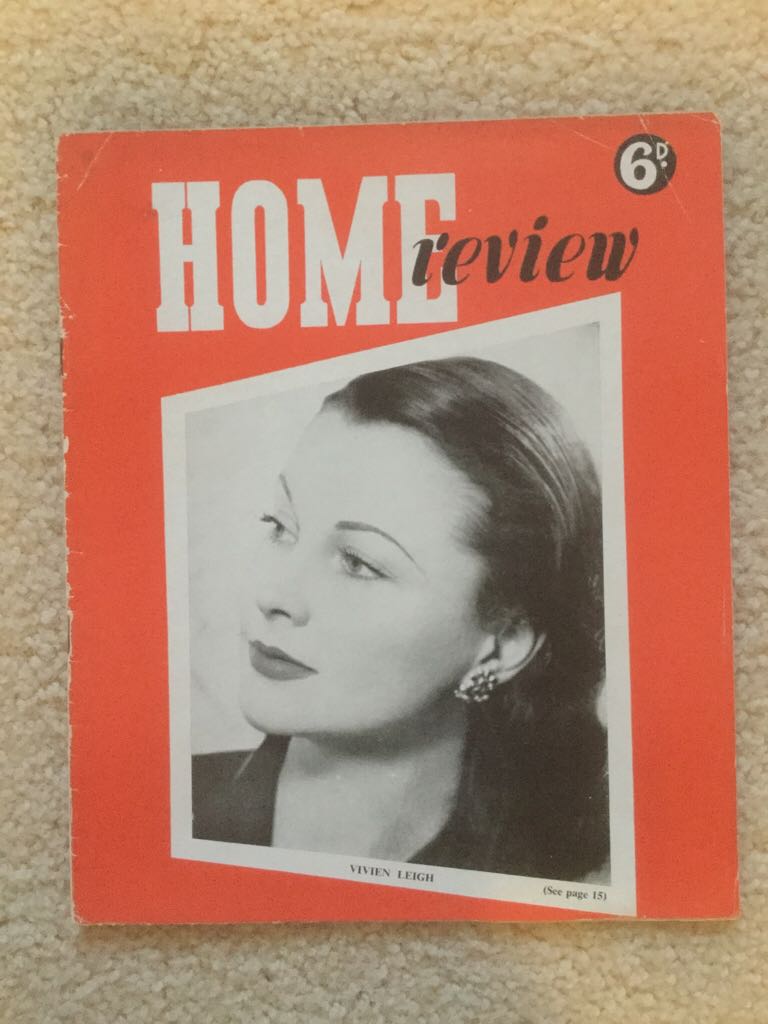 6D.
HOME
review
VIVIEN LEIGH
(See page 15)